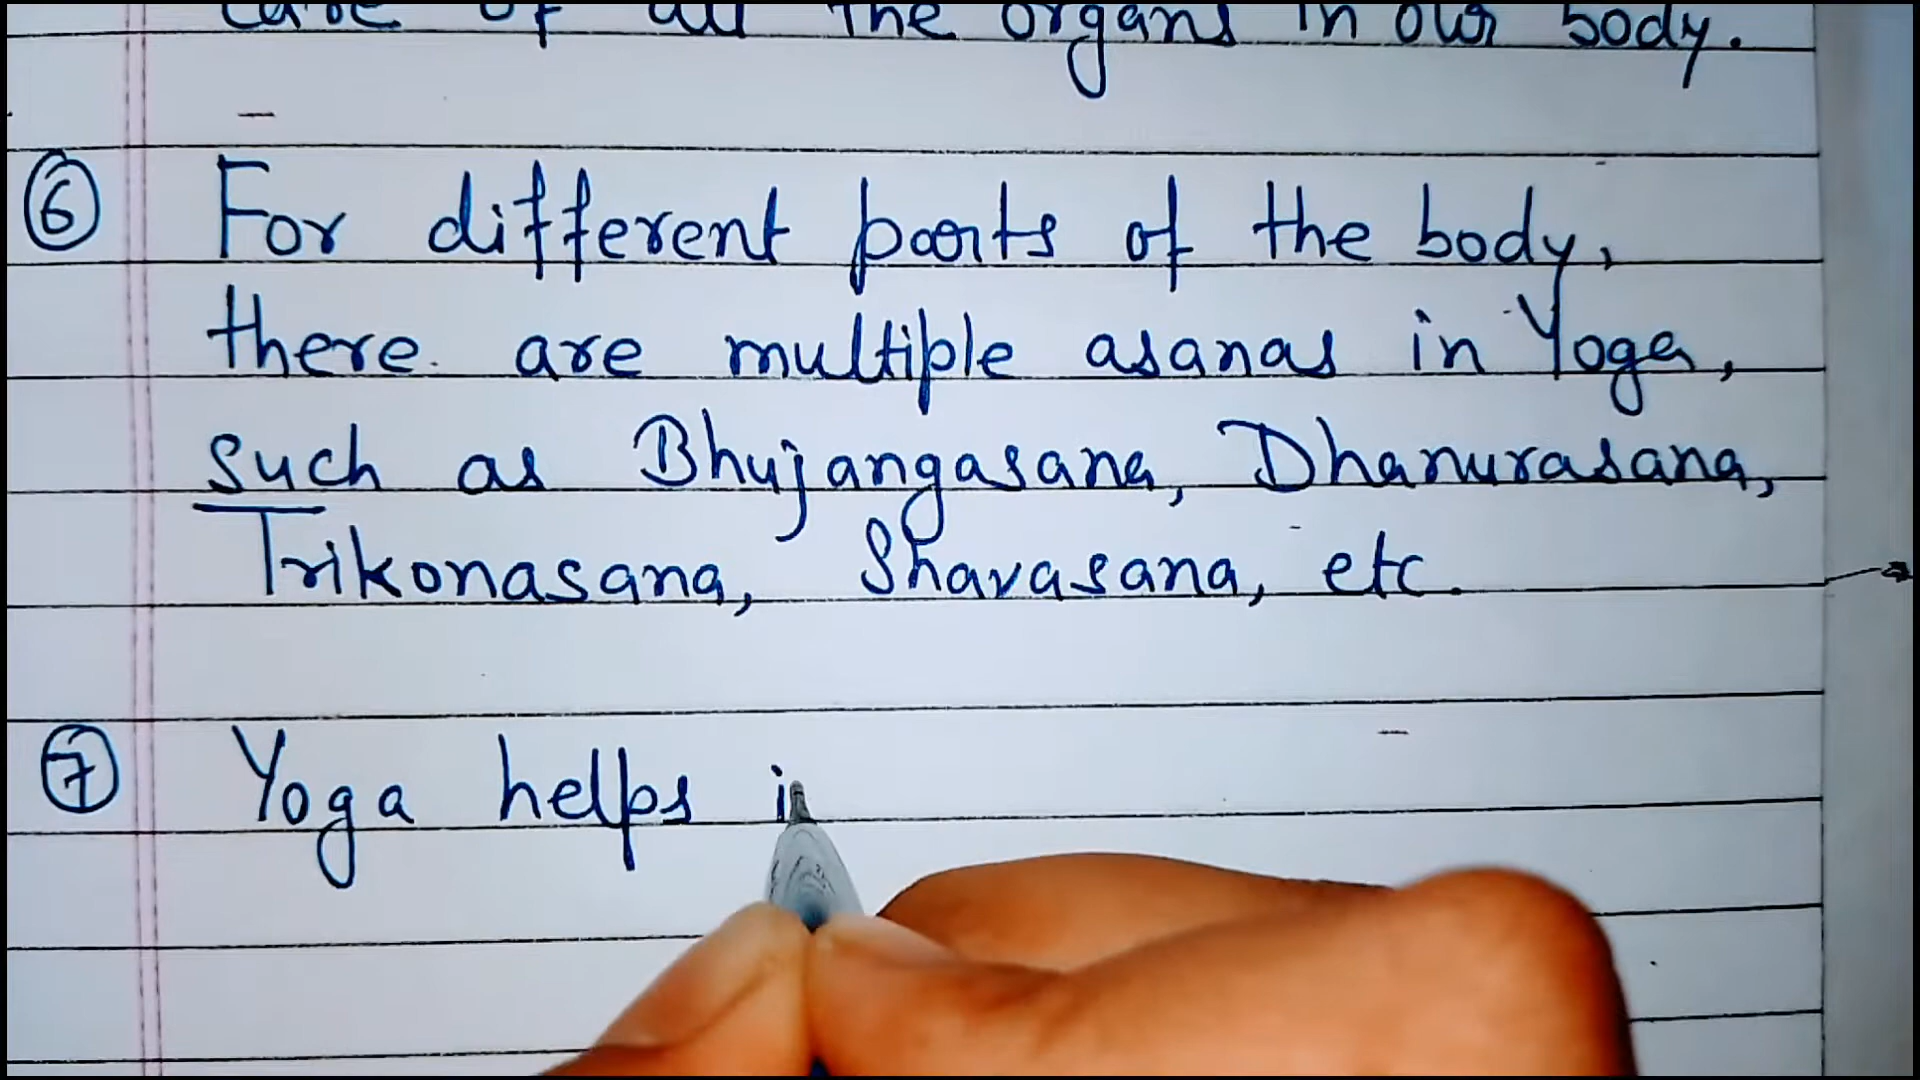 care of all the organs in our body.
6 For different parts of the body,
there are multiple asanas in Yoga,
such as Bhujangasana, Dhanurasana,
Trikonasana, Shavasana, etc.
7 Yoga helps i